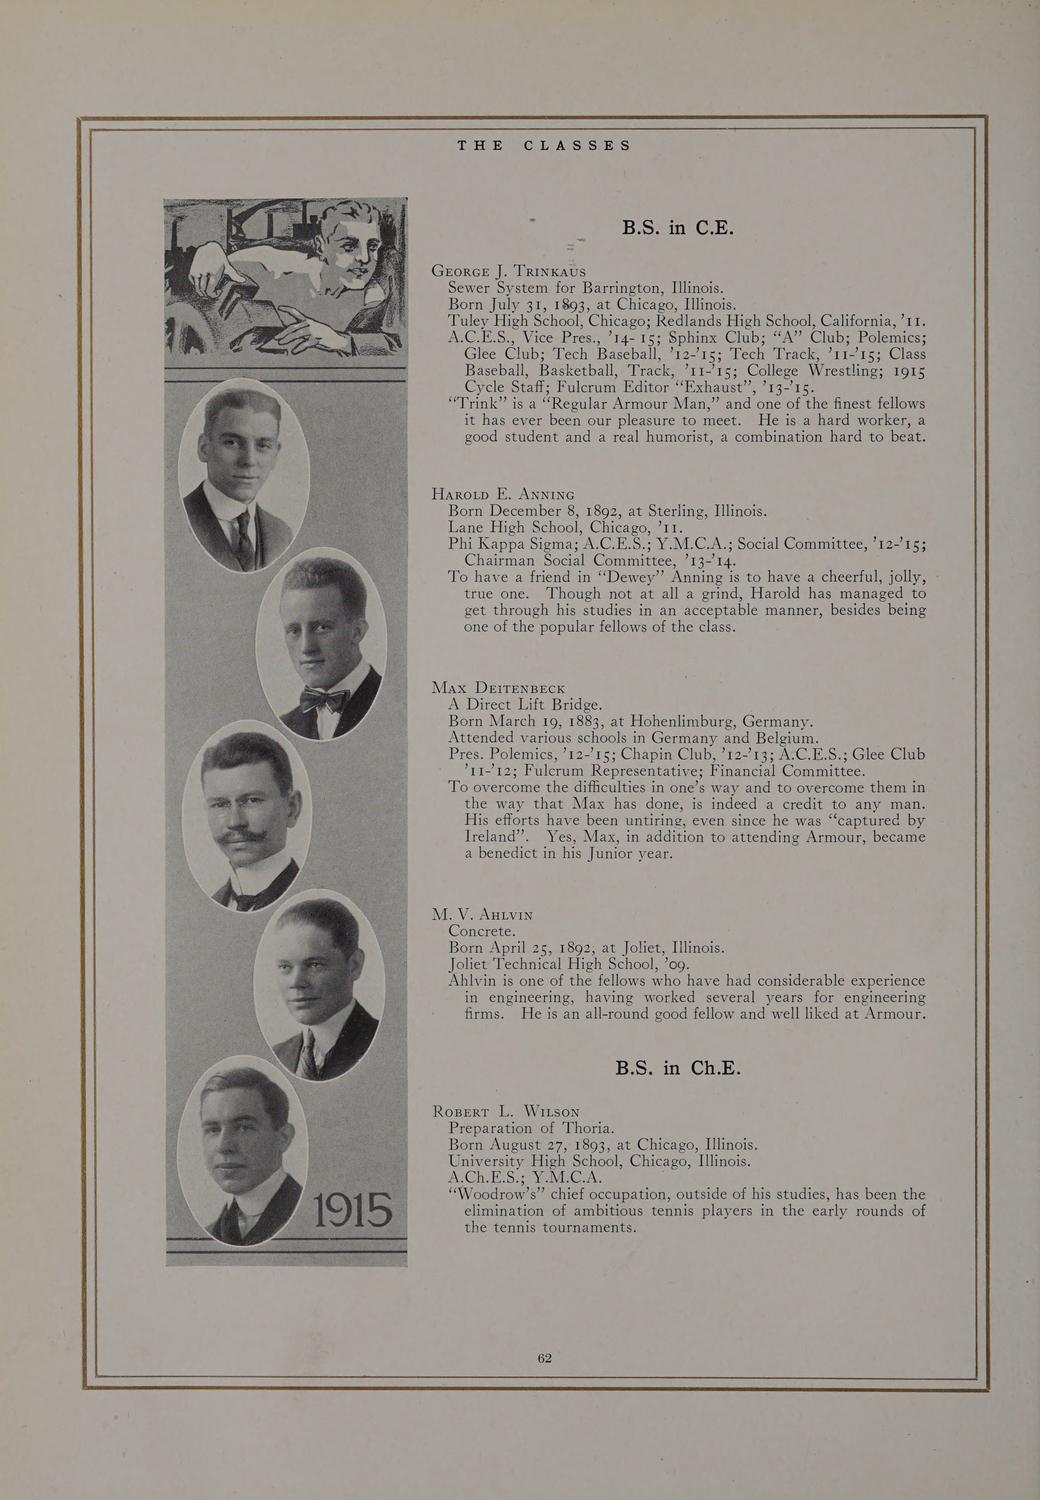 THE CLASSES
B.S. in C.E.
George J. Trinkaus
Sewer System for Barrington, Illinois.
Born July 31, 1893, at Chicago, Illinois.
Tuley High School, Chicago; Redlands High School, California, ’11.
A.C.E.S., Vice Pres., ’14-15; Sphinx Club; “A” Club; Polemics;
Glee Club; Tech Baseball, ’12-’15; Tech Track, ’11-’15; Class
Baseball, Basketball, Track, ’11-’15; College Wrestling; 1915
Cycle Staff; Fulcrum Editor “Exhaust”, ’13-’15.
“Trink” is a “Regular Armour Man,” and one of the finest fellows
it has ever been our pleasure to meet. He is a hard worker, a
good student and a real humorist, a combination hard to beat.
Harold E. Anning
Born December 8, 1892, at Sterling, Illinois.
Lane High School, Chicago, ’11.
Phi Kappa Sigma; A.C.E.S.; Y.M.C.A.; Social Committee, ’12-’15;
Chairman Social Committee, ’13-’14.
To have a friend in “Dewey” Anning is to have a cheerful, jolly,
true one. Though not at all a grind, Harold has managed to
get through his studies in an acceptable manner, besides being
one of the popular fellows of the class.
Max Deitenbeck
A Direct Lift Bridge.
Born March 19, 1883, at Hohenlimburg, Germany.
Attended various schools in Germany and Belgium.
Pres. Polemics, ’12-’15; Chapin Club, ’12-’13; A.C.E.S.; Glee Club
’11-’12; Fulcrum Representative; Financial Committee.
To overcome the difficulties in one’s way and to overcome them in
the way that Max has done, is indeed a credit to any man.
His efforts have been untiring, even since he was “captured by
Ireland”. Yes, Max, in addition to attending Armour, became
a benedict in his Junior year.
M. V. Ahlvin
Concrete.
Born April 25, 1892, at Joliet, Illinois.
Joliet Technical High School, ’09.
Ahlvin is one of the fellows who have had considerable experience
in engineering, having worked several years for engineering
firms. He is an all-round good fellow and well liked at Armour.
B.S. in Ch.E.
Robert L. Wilson
Preparation of Thoria.
Born August 27, 1893, at Chicago, Illinois.
University High School, Chicago, Illinois.
A.Ch.E.S.; Y.M.C.A.
“Woodrow’s” chief occupation, outside of his studies, has been the
elimination of ambitious tennis players in the early rounds of
the tennis tournaments.
1915
62